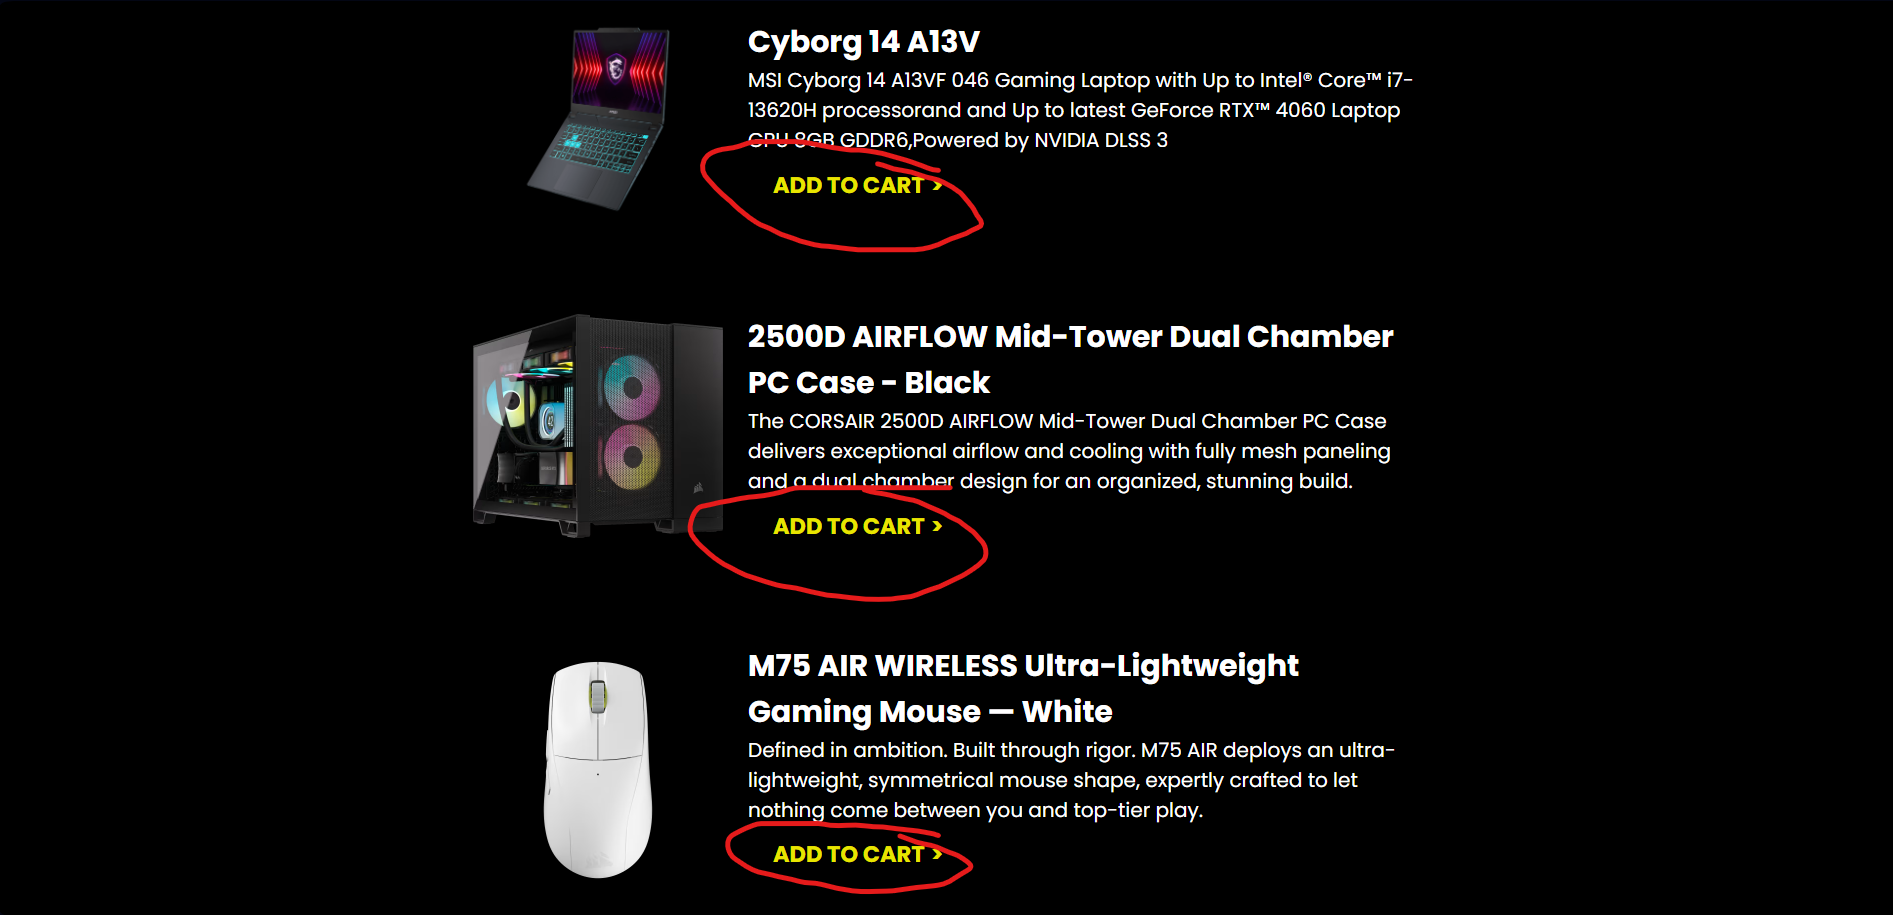 Cyborg 14 A13V
MSI Cyborg 14 A13VF 046 Gaming Laptop with Up to Intel® Core™ i7-
13620H processorand and Up to latest GeForce RTX™ 4060 Laptop
GPU 8GB GDDR6,Powered by NVIDIA DLSS 3
ADD TO CART >
2500D AIRFLOW Mid-Tower Dual Chamber
PC Case - Black
The CORSAIR 2500D AIRFLOW Mid-Tower Dual Chamber PC Case
delivers exceptional airflow and cooling with fully mesh paneling
and a dual chamber design for an organized, stunning build.
ADD TO CART >
M75 AIR WIRELESS Ultra-Lightweight
Gaming Mouse — White
Defined in ambition. Built through rigor. M75 AIR deploys an ultra-
lightweight, symmetrical mouse shape, expertly crafted to let
nothing come between you and top-tier play.
ADD TO CART >